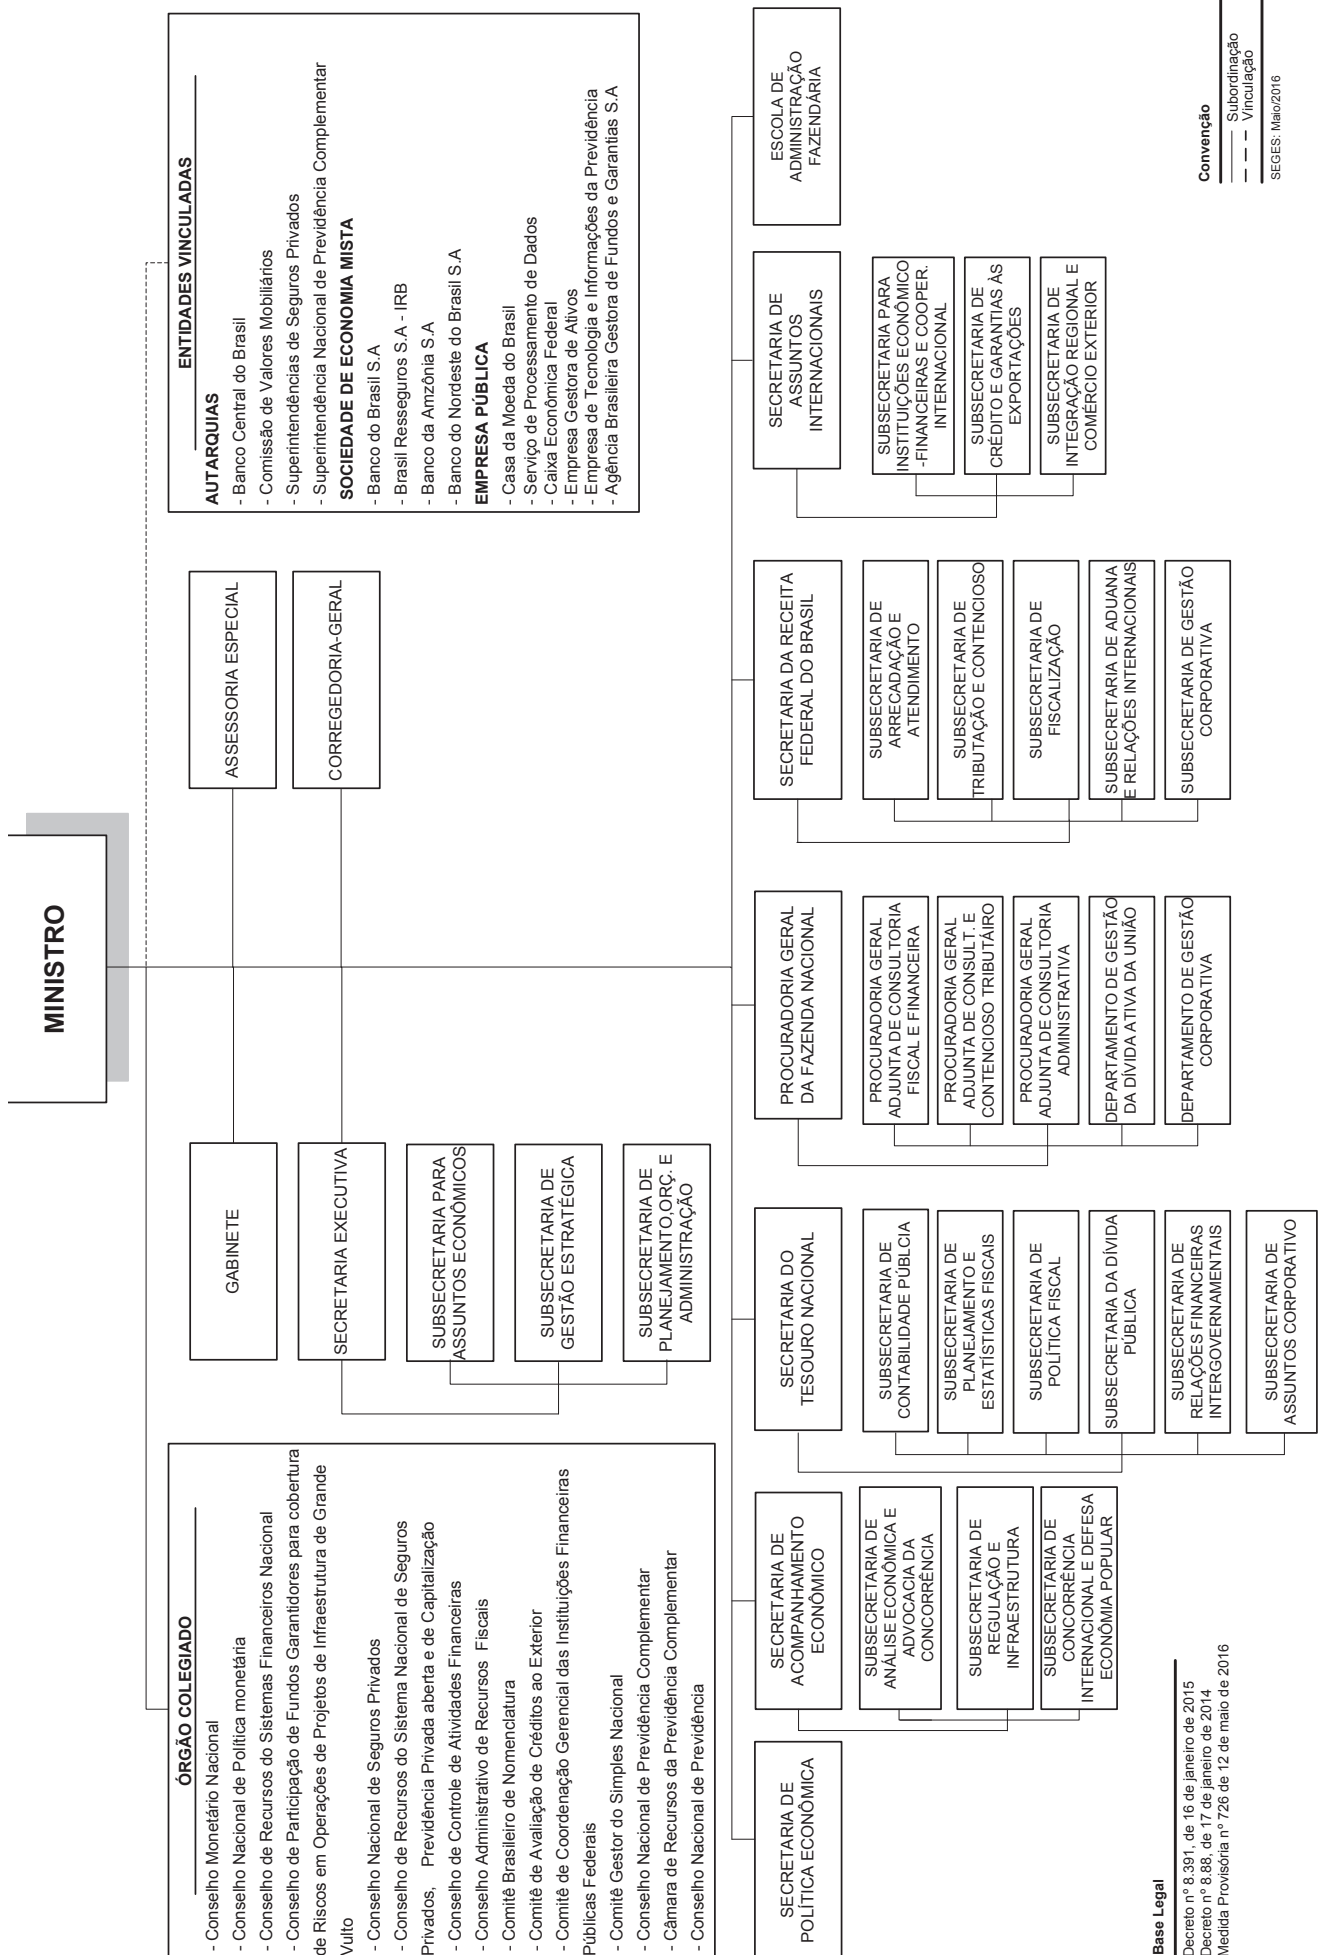 MINISTRO
ÓRGÃO COLEGIADO
- Conselho Monetário Nacional
- Conselho Nacional de Política monetária
- Conselho de Recursos do Sistemas Financeiros Nacional
- Conselho de Participação de Fundos Garantidores para cobertura
de Riscos em Operações de Projetos de Infraestrutura de Grande
Vulto
- Conselho Nacional de Seguros Privados
- Conselho de Recursos do Sistema Nacional de Seguros
Privados, Previdência Privada aberta e de Capitalização
- Conselho de Controle de Atividades Financeiras
- Conselho Administrativo de Recursos Fiscais
- Comitê Brasileiro de Nomenclatura
- Comitê de Avaliação de Créditos ao Exterior
- Comitê de Coordenação Gerencial das Instituições Financeiras
Públicas Federais
- Comitê Gestor do Simples Nacional
- Conselho Nacional de Previdência Complementar
- Câmara de Recursos da Previdência Complementar
- Conselho Nacional de Previdência
GABINETE
SECRETARIA EXECUTIVA
SUBSECRETARIA PARA
ASSUNTOS ECONÔMICOS
SUBSECRETARIA DE
GESTÃO ESTRATÉGICA
SUBSECRETARIA DE
PLANEJAMENTO,ORÇ. E
ADMINISTRAÇÃO
ASSESSORIA ESPECIAL
CORREGEDORIA-GERAL
ENTIDADES VINCULADAS
AUTARQUIAS
- Banco Central do Brasil
- Comissão de Valores Mobiliários
- Superintendências de Seguros Privados
- Superintendência Nacional de Previdência Complementar
SOCIEDADE DE ECONOMIA MISTA
- Banco do Brasil S.A
- Brasil Resseguros S.A - IRB
- Banco da Amzônia S.A
- Banco do Nordeste do Brasil S.A
EMPRESA PÚBLICA
- Casa da Moeda do Brasil
- Serviço de Processamento de Dados
- Caixa Econômica Federal
- Empresa Gestora de Ativos
- Empresa de Tecnologia e Informações da Previdência
- Agência Brasileira Gestora de Fundos e Garantias S.A
SECRETARIA DE
POLÍTICA ECONÔMICA
SECRETARIA DE
ACOMPANHAMENTO
ECONÔMICO
SUBSECRETARIA DE
ANÁLISE ECONÔMICA E
ADVOCACIA DA
CONCORRÊNCIA
SUBSECRETARIA DE
REGULAÇÃO E
INFRAESTRUTURA
SUBSECRETARIA DE
CONCORRÊNCIA
INTERNACIONAL E DEFESA
ECONÔMIA POPULAR
SECRETARIA DO
TESOURO NACIONAL
SUBSECRETARIA DE
CONTABILIDADE PÚBLCIA
SUBSECRETARIA DE
PLANEJAMENTO E
ESTATÍSTICAS FISCAIS
SUBSECRETARIA DE
POLÍTICA FISCAL
SUBSECRETARIA DA DÍVIDA
PÚBLICA
SUBSECRETARIA DE
RELAÇÕES FINANCEIRAS
INTERGOVERNAMENTAIS
SUBSECRETARIA DE
ASSUNTOS CORPORATIVO
PROCURADORIA GERAL
DA FAZENDA NACIONAL
PROCURADORIA GERAL
ADJUNTA DE CONSULTORIA
FISCAL E FINANCEIRA
PROCURADORIA GERAL
ADJUNTA DE CONSULT. E
CONTENCIOSO TRIBUTÁIRO
PROCURADORIA GERAL
ADJUNTA DE CONSULTORIA
ADMINISTRATIVA
DEPARTAMENTO DE GESTÃO
DA DÍVIDA ATIVA DA UNIÃO
DEPARTAMENTO DE GESTÃO
CORPORATIVA
SECRETARIA DA RECEITA
FEDERAL DO BRASIL
SUBSECRETARIA DE
ARRECADAÇÃO E
ATENDIMENTO
SUBSECRETARIA DE
TRIBUTAÇÃO E CONTENCIOSO
SUBSECRETARIA DE
FISCALIZAÇÃO
SUBSECRETARIA DE ADUANA
E RELAÇÕES INTERNACIONAIS
SUBSECRETARIA DE GESTÃO
CORPORATIVA
SECRETARIA DE
ASSUNTOS
INTERNACIONAIS
SUBSECRETARIA PARA
INSTITUIÇÕES ECONÔMICO
-FINANCEIRAS E COOPER.
INTERNACIONAL
SUBSECRETARIA DE
CRÉDITO E GARANTIAS ÀS
EXPORTAÇÕES
SUBSECRETARIA DE
INTEGRAÇÃO REGIONAL E
COMÉRCIO EXTERIOR
ESCOLA DE
ADMINISTRAÇÃO
FAZENDÁRIA
Base Legal
Decreto nº 8.391, de 16 de janeiro de 2015
Decreto nº 8.88, de 17 de janeiro de 2014
Medida Provisória nº 726 de 12 de maio de 2016
Convenção
Subordinação
Vinculação
SEGES: Maio/2016